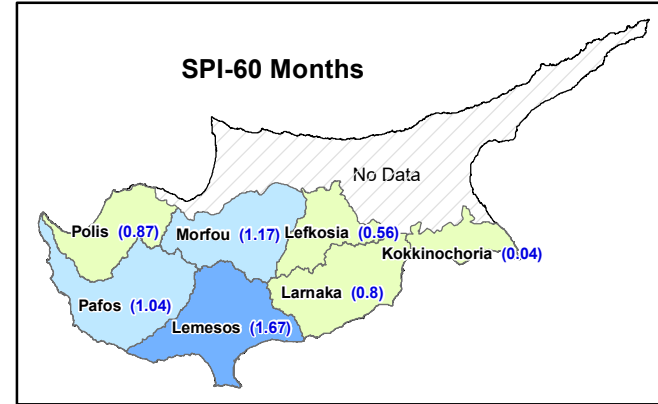 SPI-60 Months
No Data
Polis (0.87)
Morfou (1.17)
Lefkosia (0.56)
Kokkinochoria (0.04)
Pafos (1.04)
Larnaka (0.8)
Lemesos (1.67)